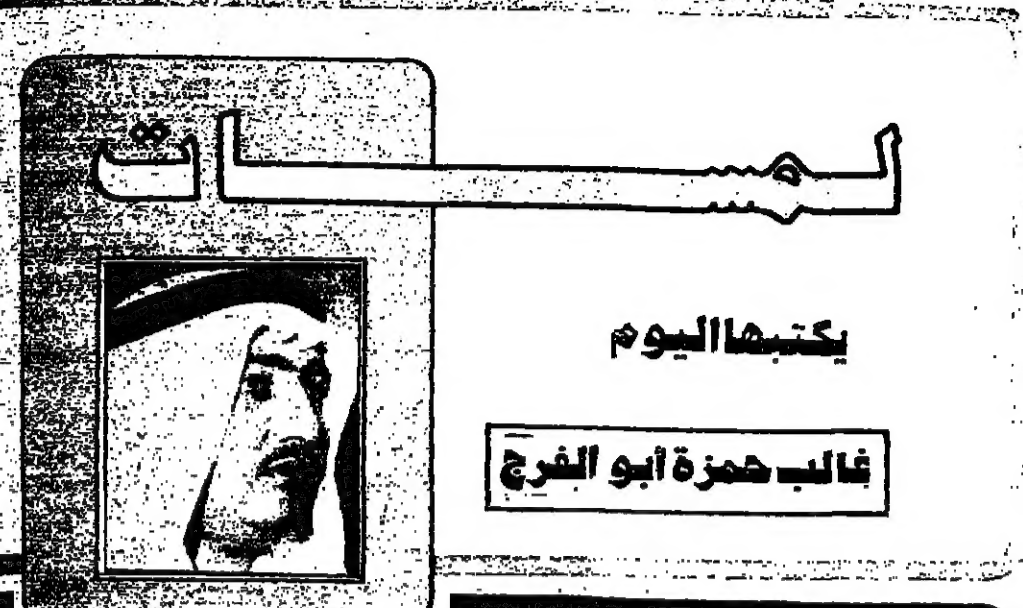 لمسات
يكتبها اليوم
غالب حمزة أبو الفرج